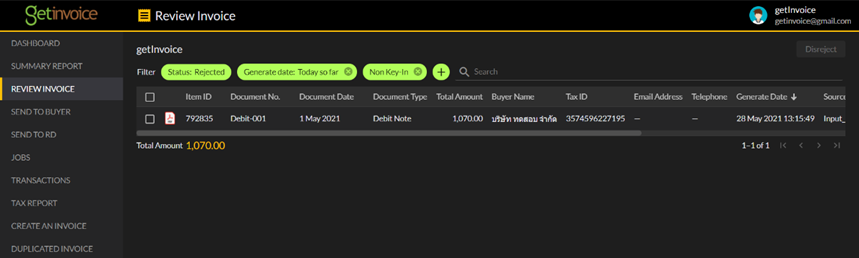 getinvoice
Review Invoice
getInvoice
getinvoice@gmail.com
DASHBOARD
SUMMARY REPORT
REVIEW INVOICE
SEND TO BUYER
SEND TO RD
JOBS
TRANSACTIONS
TAX REPORT
CREATE AN INVOICE
DUPLICATED INVOICE
getInvoice
Disreject
Filter Status: Rejected Generate date: Today so far Non Key-In + Search
Item ID Document No. Document Date Document Type Total Amount Buyer Name Tax ID Email Address Telephone Generate Date ↓ Source
792835 Debit-001 1 May 2021 Debit Note 1,070.00 บริษัท ทดสอบ จำกัด 3574596227195 — — 28 May 2021 13:15:49 Input_
Total Amount 1,070.00
1–1 of 1